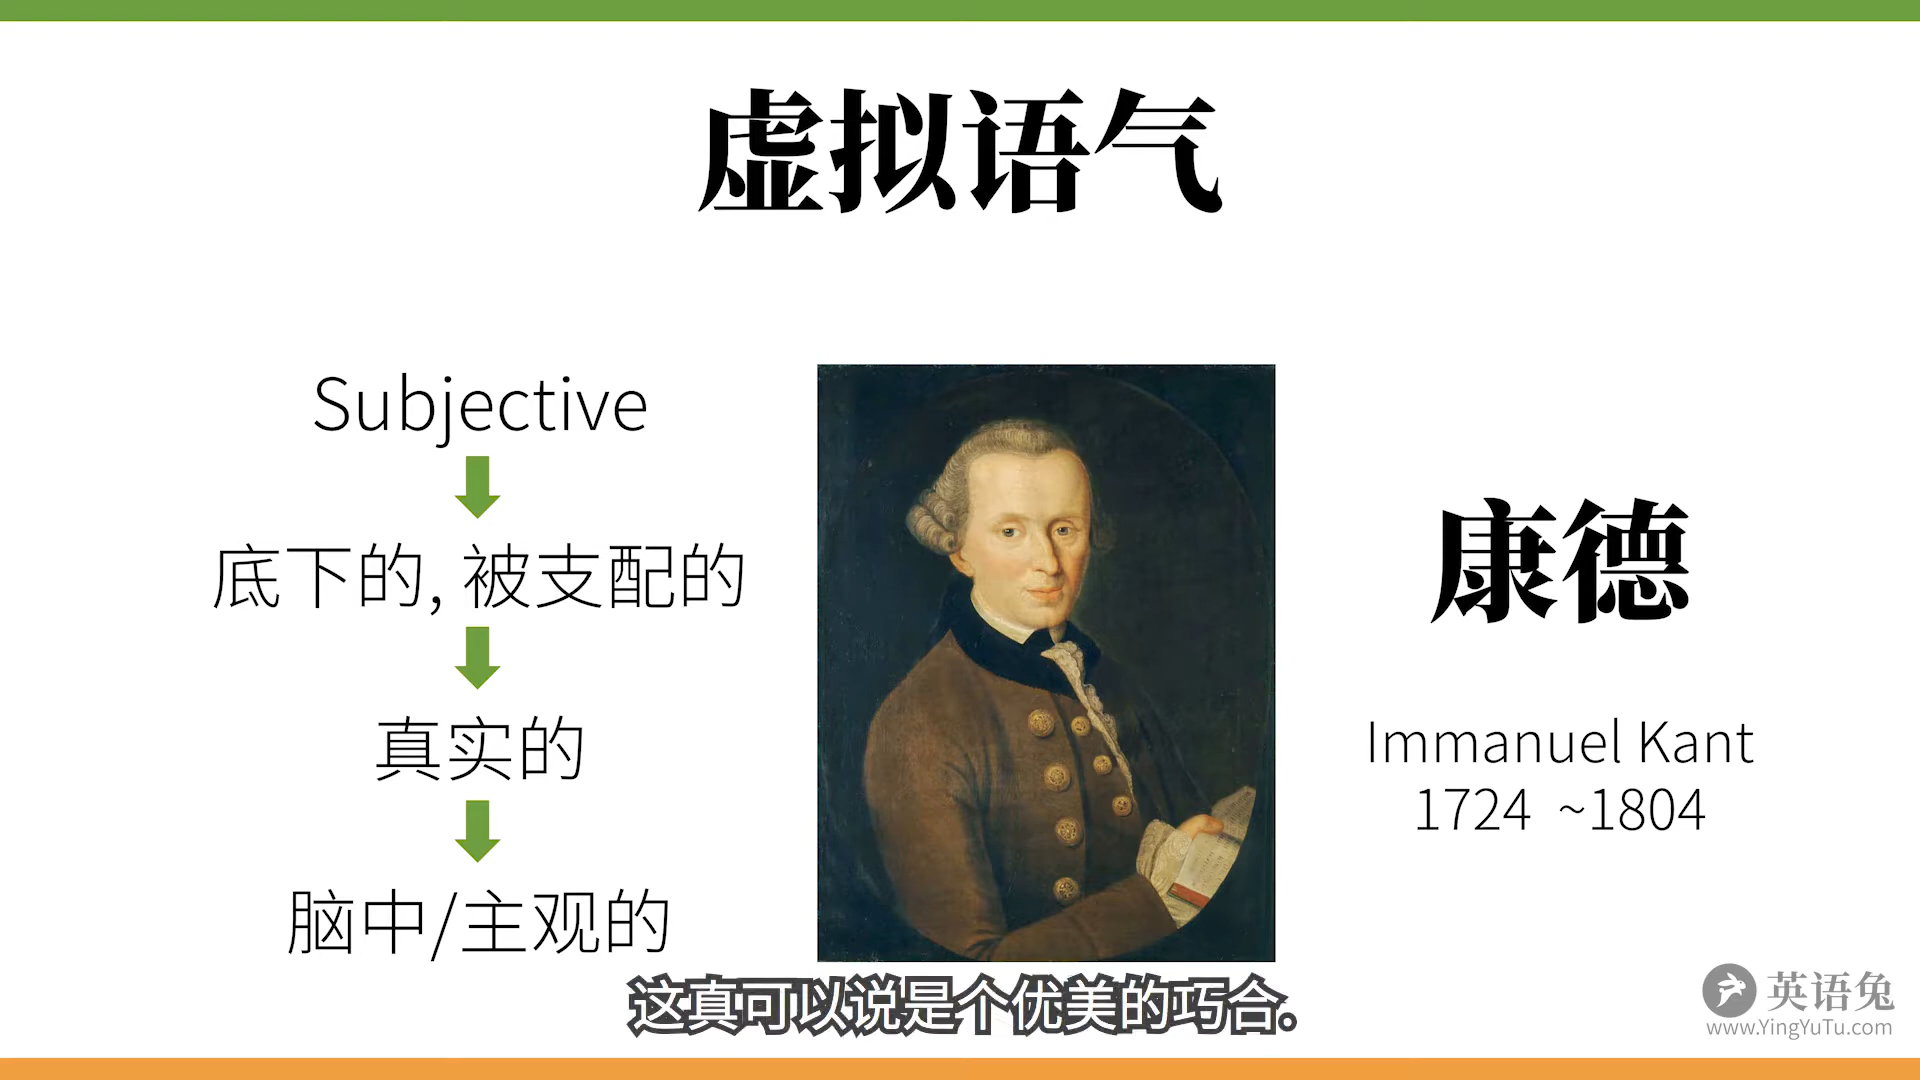 虚拟语气
Subjective
底下的, 被支配的
真实的
脑中/主观的
康德
Immanuel Kant
1724 ~1804
这真可以说是个优美的巧合。
英语兔
www.YingYuTu.com